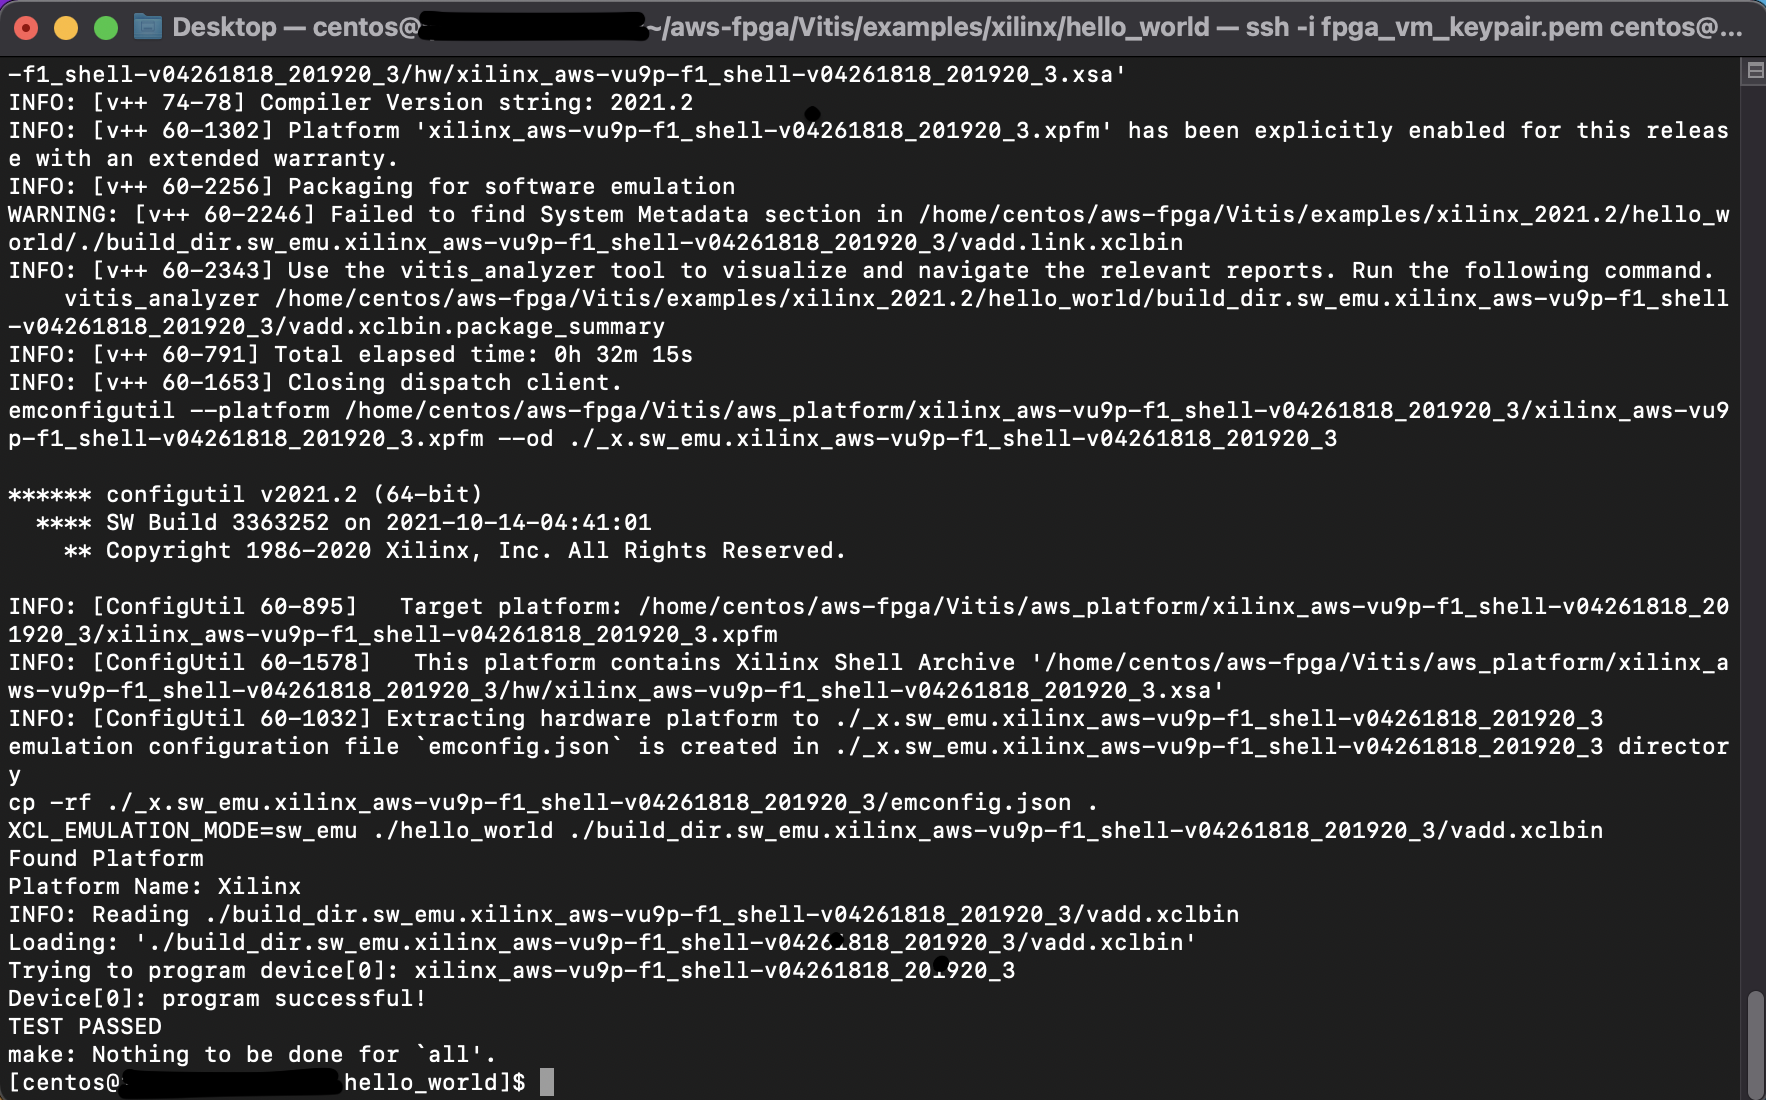 Desktop — centos@ ~/aws-fpga/Vitis/examples/xilinx/hello_world — ssh -i fpga_vm_keypair.pem centos@...
-f1_shell-v04261818_201920_3/hw/xilinx_aws-vu9p-f1_shell-v04261818_201920_3.xsa'
INFO: [v++ 74-78] Compiler Version string: 2021.2
INFO: [v++ 60-1302] Platform 'xilinx_aws-vu9p-f1_shell-v04261818_201920_3.xpfm' has been explicitly enabled for this releas
e with an extended warranty.
INFO: [v++ 60-2256] Packaging for software emulation
WARNING: [v++ 60-2246] Failed to find System Metadata section in /home/centos/aws-fpga/Vitis/examples/xilinx_2021.2/hello_w
orld/./build_dir.sw_emu.xilinx_aws-vu9p-f1_shell-v04261818_201920_3/vadd.link.xclbin
INFO: [v++ 60-2343] Use the vitis_analyzer tool to visualize and navigate the relevant reports. Run the following command.
    vitis_analyzer /home/centos/aws-fpga/Vitis/examples/xilinx_2021.2/hello_world/build_dir.sw_emu.xilinx_aws-vu9p-f1_shell
-v04261818_201920_3/vadd.xclbin.package_summary
INFO: [v++ 60-791] Total elapsed time: 0h 32m 15s
INFO: [v++ 60-1653] Closing dispatch client.
emconfigutil --platform /home/centos/aws-fpga/Vitis/aws_platform/xilinx_aws-vu9p-f1_shell-v04261818_201920_3/xilinx_aws-vu9
p-f1_shell-v04261818_201920_3.xpfm --od ./_x.sw_emu.xilinx_aws-vu9p-f1_shell-v04261818_201920_3
****** configutil v2021.2 (64-bit)
  **** SW Build 3363252 on 2021-10-14-04:41:01
    ** Copyright 1986-2020 Xilinx, Inc. All Rights Reserved.
INFO: [ConfigUtil 60-895]   Target platform: /home/centos/aws-fpga/Vitis/aws_platform/xilinx_aws-vu9p-f1_shell-v04261818_20
1920_3/xilinx_aws-vu9p-f1_shell-v04261818_201920_3.xpfm
INFO: [ConfigUtil 60-1578]   This platform contains Xilinx Shell Archive '/home/centos/aws-fpga/Vitis/aws_platform/xilinx_a
ws-vu9p-f1_shell-v04261818_201920_3/hw/xilinx_aws-vu9p-f1_shell-v04261818_201920_3.xsa'
INFO: [ConfigUtil 60-1032] Extracting hardware platform to ./_x.sw_emu.xilinx_aws-vu9p-f1_shell-v04261818_201920_3
emulation configuration file `emconfig.json` is created in ./_x.sw_emu.xilinx_aws-vu9p-f1_shell-v04261818_201920_3 director
y
cp -rf ./_x.sw_emu.xilinx_aws-vu9p-f1_shell-v04261818_201920_3/emconfig.json .
XCL_EMULATION_MODE=sw_emu ./hello_world ./build_dir.sw_emu.xilinx_aws-vu9p-f1_shell-v04261818_201920_3/vadd.xclbin
Found Platform
Platform Name: Xilinx
INFO: Reading ./build_dir.sw_emu.xilinx_aws-vu9p-f1_shell-v04261818_201920_3/vadd.xclbin
Loading: './build_dir.sw_emu.xilinx_aws-vu9p-f1_shell-v04261818_201920_3/vadd.xclbin'
Trying to program device[0]: xilinx_aws-vu9p-f1_shell-v04261818_201920_3
Device[0]: program successful!
TEST PASSED
make: Nothing to be done for `all'.
[centos@ hello_world]$